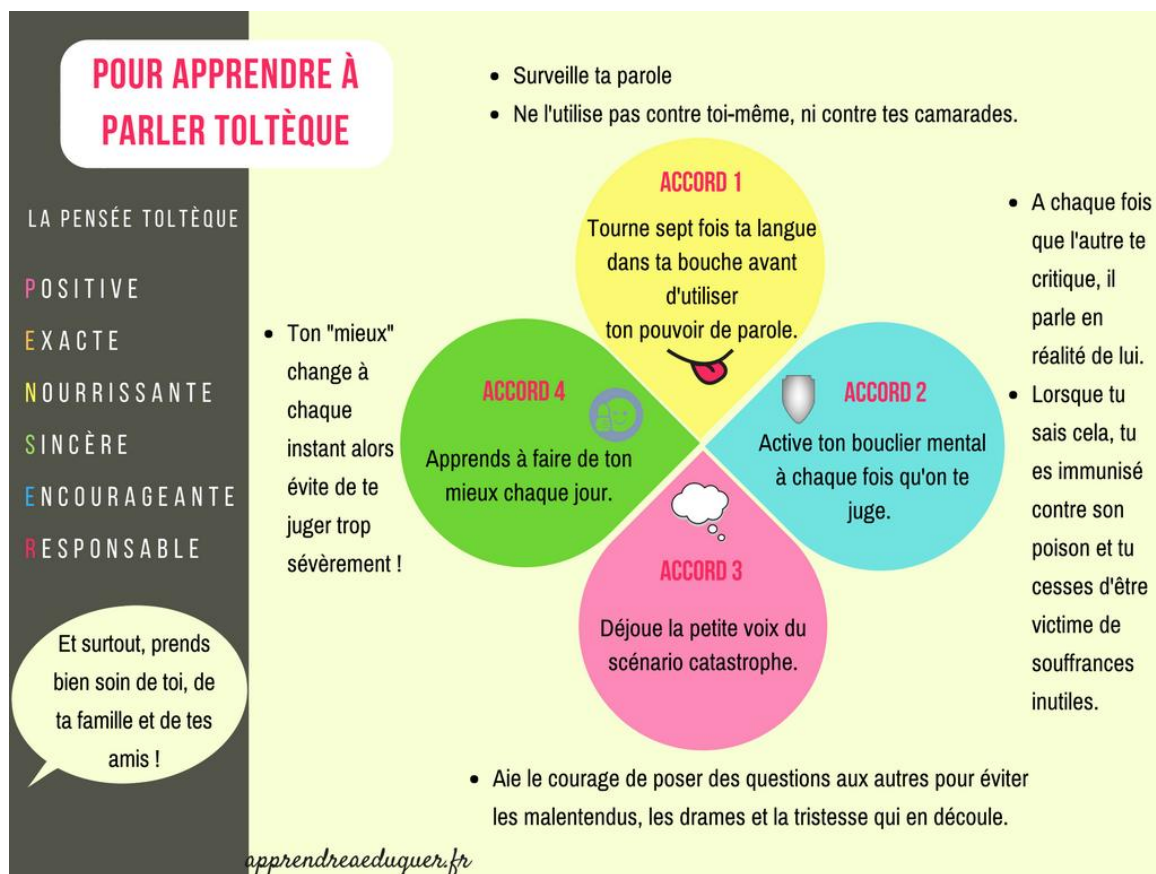 POUR APPRENDRE À
PARLER TOLTÈQUE
LA PENSÉE TOLTÈQUE
POSITIVE
EXACTE
NOURRISSANTE
SINCÈRE
ENCOURAGEANTE
RESPONSABLE
Et surtout, prends
bien soin de toi, de
ta famille et de tes
amis !
• Surveille ta parole
• Ne l'utilise pas contre toi-même, ni contre tes camarades.
ACCORD 1
Tourne sept fois ta langue
dans ta bouche avant
d'utiliser
ton pouvoir de parole.
ACCORD 2
Active ton bouclier mental
à chaque fois qu'on te
juge.
• A chaque fois
que l'autre te
critique, il
parle en
réalité de lui.
• Lorsque tu
sais cela, tu
es immunisé
contre son
poison et tu
cesses d'être
victime de
souffrances
inutiles.
ACCORD 3
Déjoue la petite voix du
scénario catastrophe.
• Aie le courage de poser des questions aux autres pour éviter
les malentendus, les drames et la tristesse qui en découle.
ACCORD 4
Apprends à faire de ton
mieux chaque jour.
• Ton "mieux"
change à
chaque
instant alors
évite de te
juger trop
sévèrement !
apprendreaeduquer.fr